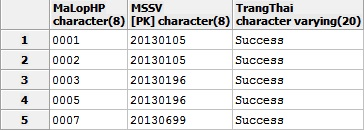 MaLopHP MSSV TrangThai
character(8) [PK] character(8) character varying(20)
1 0001 20130105 Success
2 0002 20130105 Success
3 0003 20130196 Success
4 0005 20130196 Success
5 0007 20130699 Success